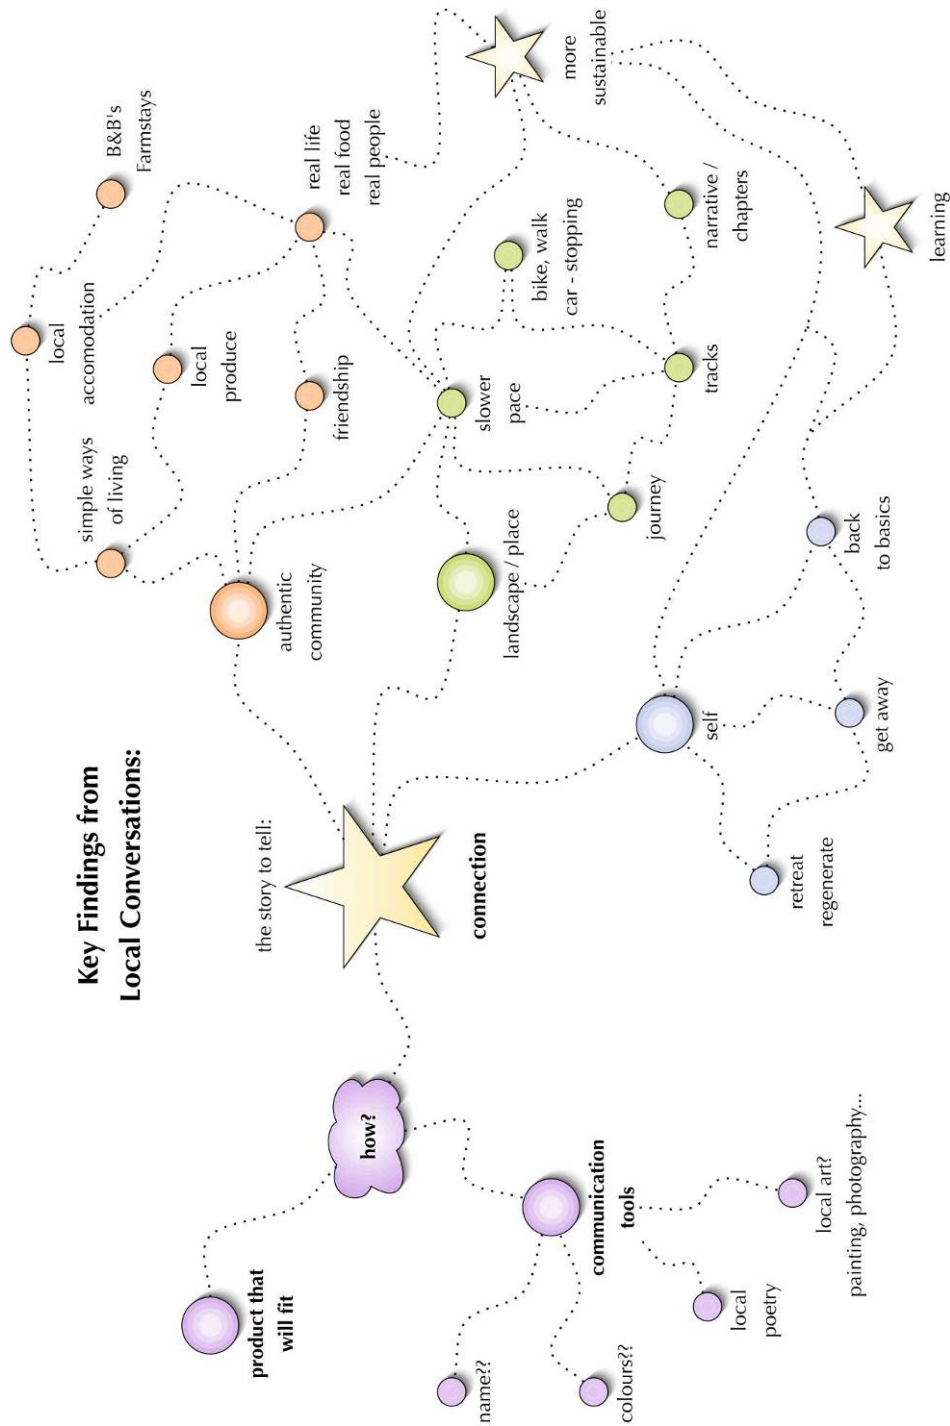 Key Findings from
Local Conversations:
the story to tell:
connection
how?
product that
will fit
communication
tools
name??
colours??
local
poetry
local art?
painting, photography...
authentic
community
simple ways
of living
local
accomodation
B&B's
Farmstays
local
produce
friendship
real life
real food
real people
landscape / place
slower
pace
bike, walk
car - stopping
journey
tracks
narrative /
chapters
more
sustainable
self
retreat
regenerate
get away
back
to basics
learning